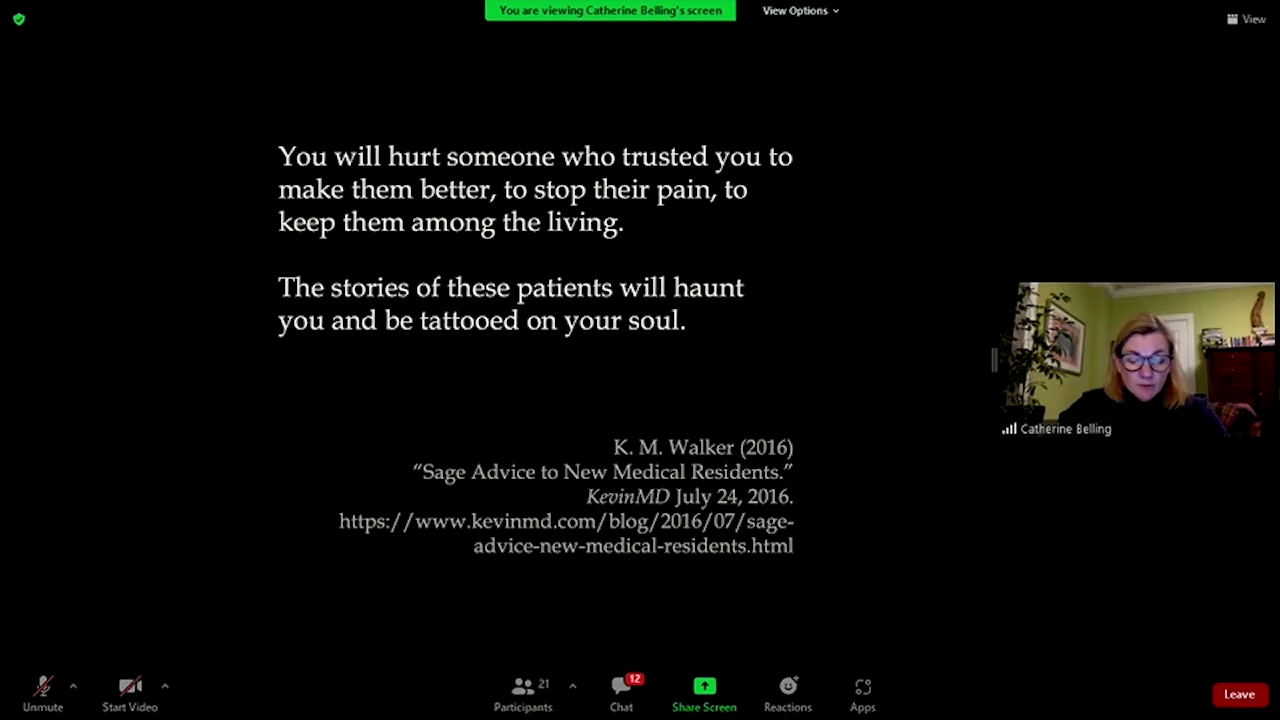 You are viewing Catherine Belling's screen
View Options
View
You will hurt someone who trusted you to
make them better, to stop their pain, to
keep them among the living.
The stories of these patients will haunt
you and be tattooed on your soul.
Catherine Belling
K. M. Walker (2016)
“Sage Advice to New Medical Residents.”
KevinMD July 24, 2016.
https://www.kevinmd.com/blog/2016/07/sage-
advice-new-medical-residents.html
Unmute
Start Video
21
Participants
12
Chat
Share Screen
Reactions
Apps
Leave